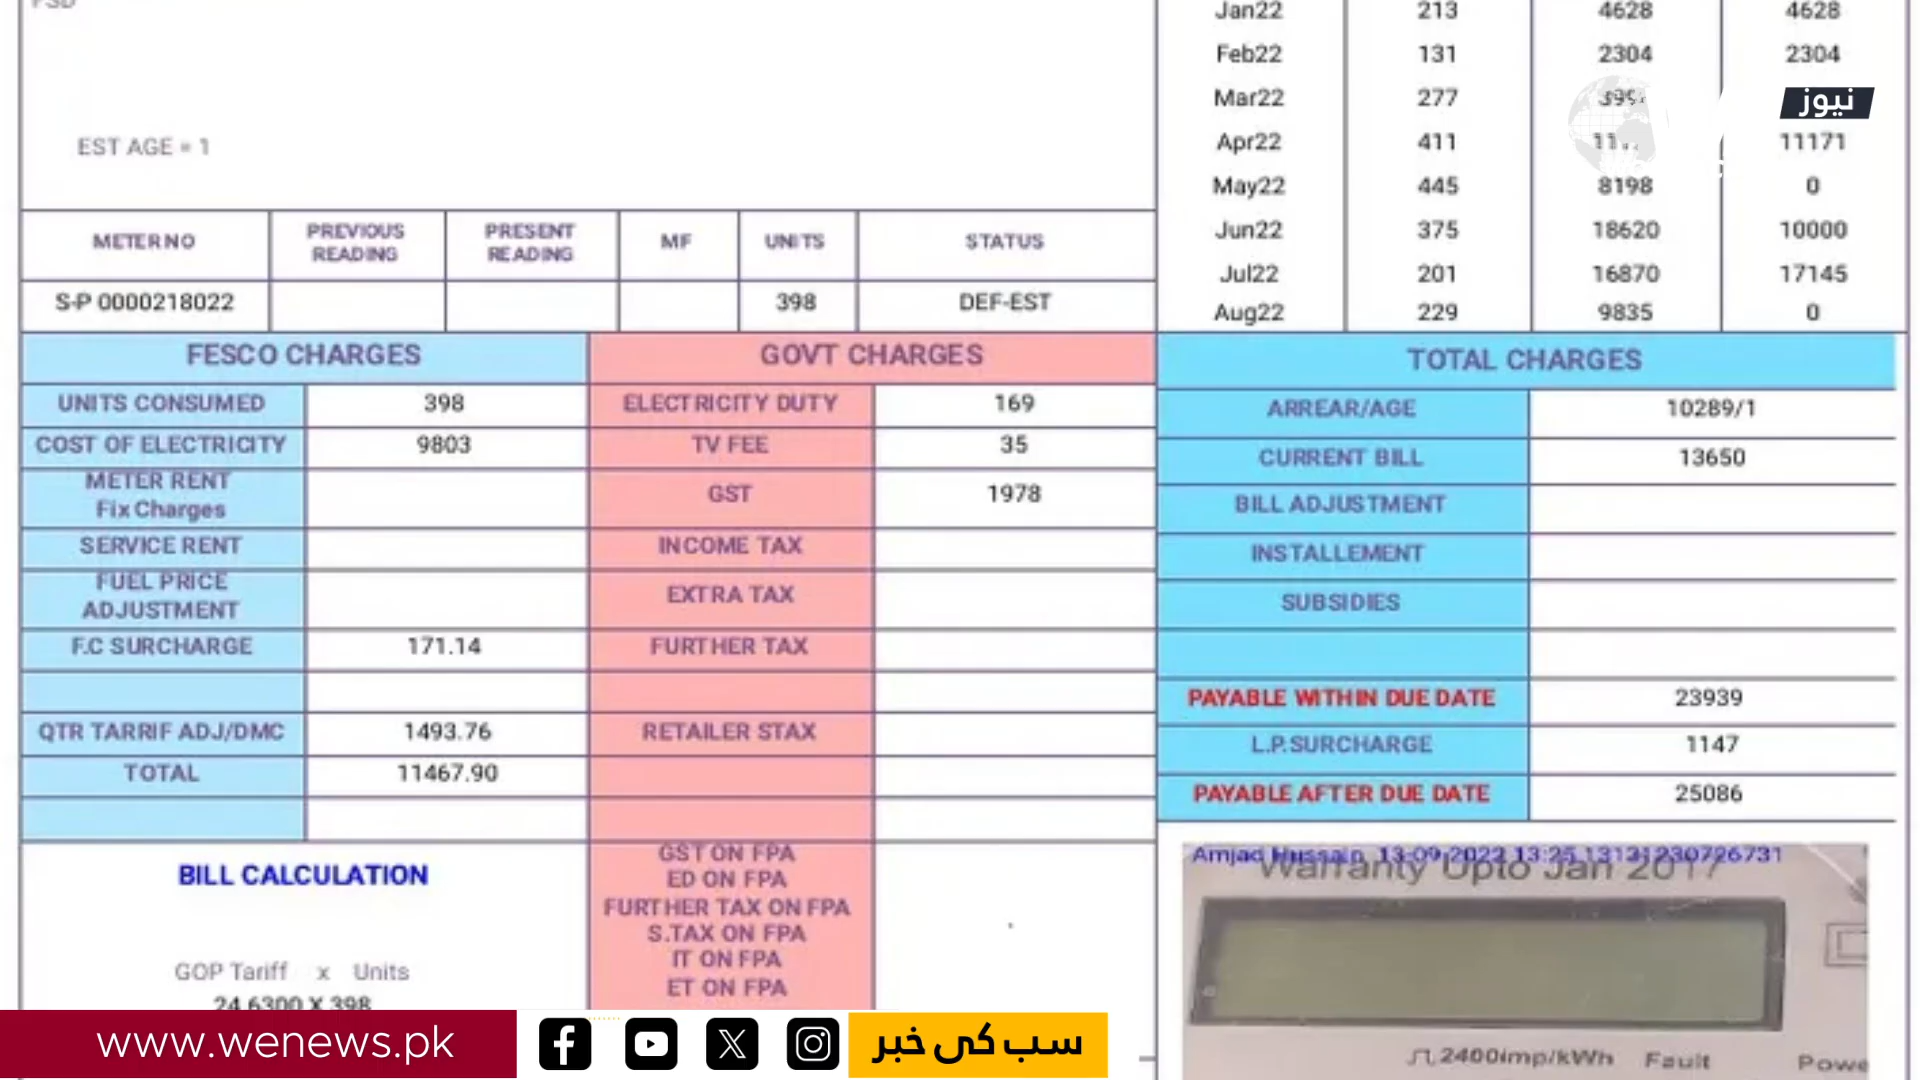 EST AGE = 1
Jan22 213 4628 4628
Feb22 131 2304 2304
Mar22 277
Apr22 411 11171
May22 445 8198 0
Jun22 375 18620 10000
Jul22 201 16870 17145
Aug22 229 9835 0
نیوز
METER NO PREVIOUS READING PRESENT READING MF UNITS STATUS
S-P 0000218022 398 DEF-EST
FESCO CHARGES
UNITS CONSUMED 398
COST OF ELECTRICITY 9803
METER RENT
Fix Charges
SERVICE RENT
FUEL PRICE
ADJUSTMENT
F.C SURCHARGE 171.14
QTR TARRIF ADJ/DMC 1493.76
TOTAL 11467.90
BILL CALCULATION
GOP Tariff x Units
24.6300 X 398
GOVT CHARGES
ELECTRICITY DUTY 169
TV FEE 35
GST 1978
INCOME TAX
EXTRA TAX
FURTHER TAX
RETAILER STAX
GST ON FPA
ED ON FPA
FURTHER TAX ON FPA
S.TAX ON FPA
IT ON FPA
ET ON FPA
TOTAL CHARGES
ARREAR/AGE 10289/1
CURRENT BILL 13650
BILL ADJUSTMENT
INSTALLEMENT
SUBSIDIES
PAYABLE WITHIN DUE DATE 23939
L.P.SURCHARGE 1147
PAYABLE AFTER DUE DATE 25086
Amjad Hussain 13-09-2022 13:25 13131230726731
Warranty Upto Jan 2017
2400imp/kWh Fault
www.wenews.pk
سب کی خبر